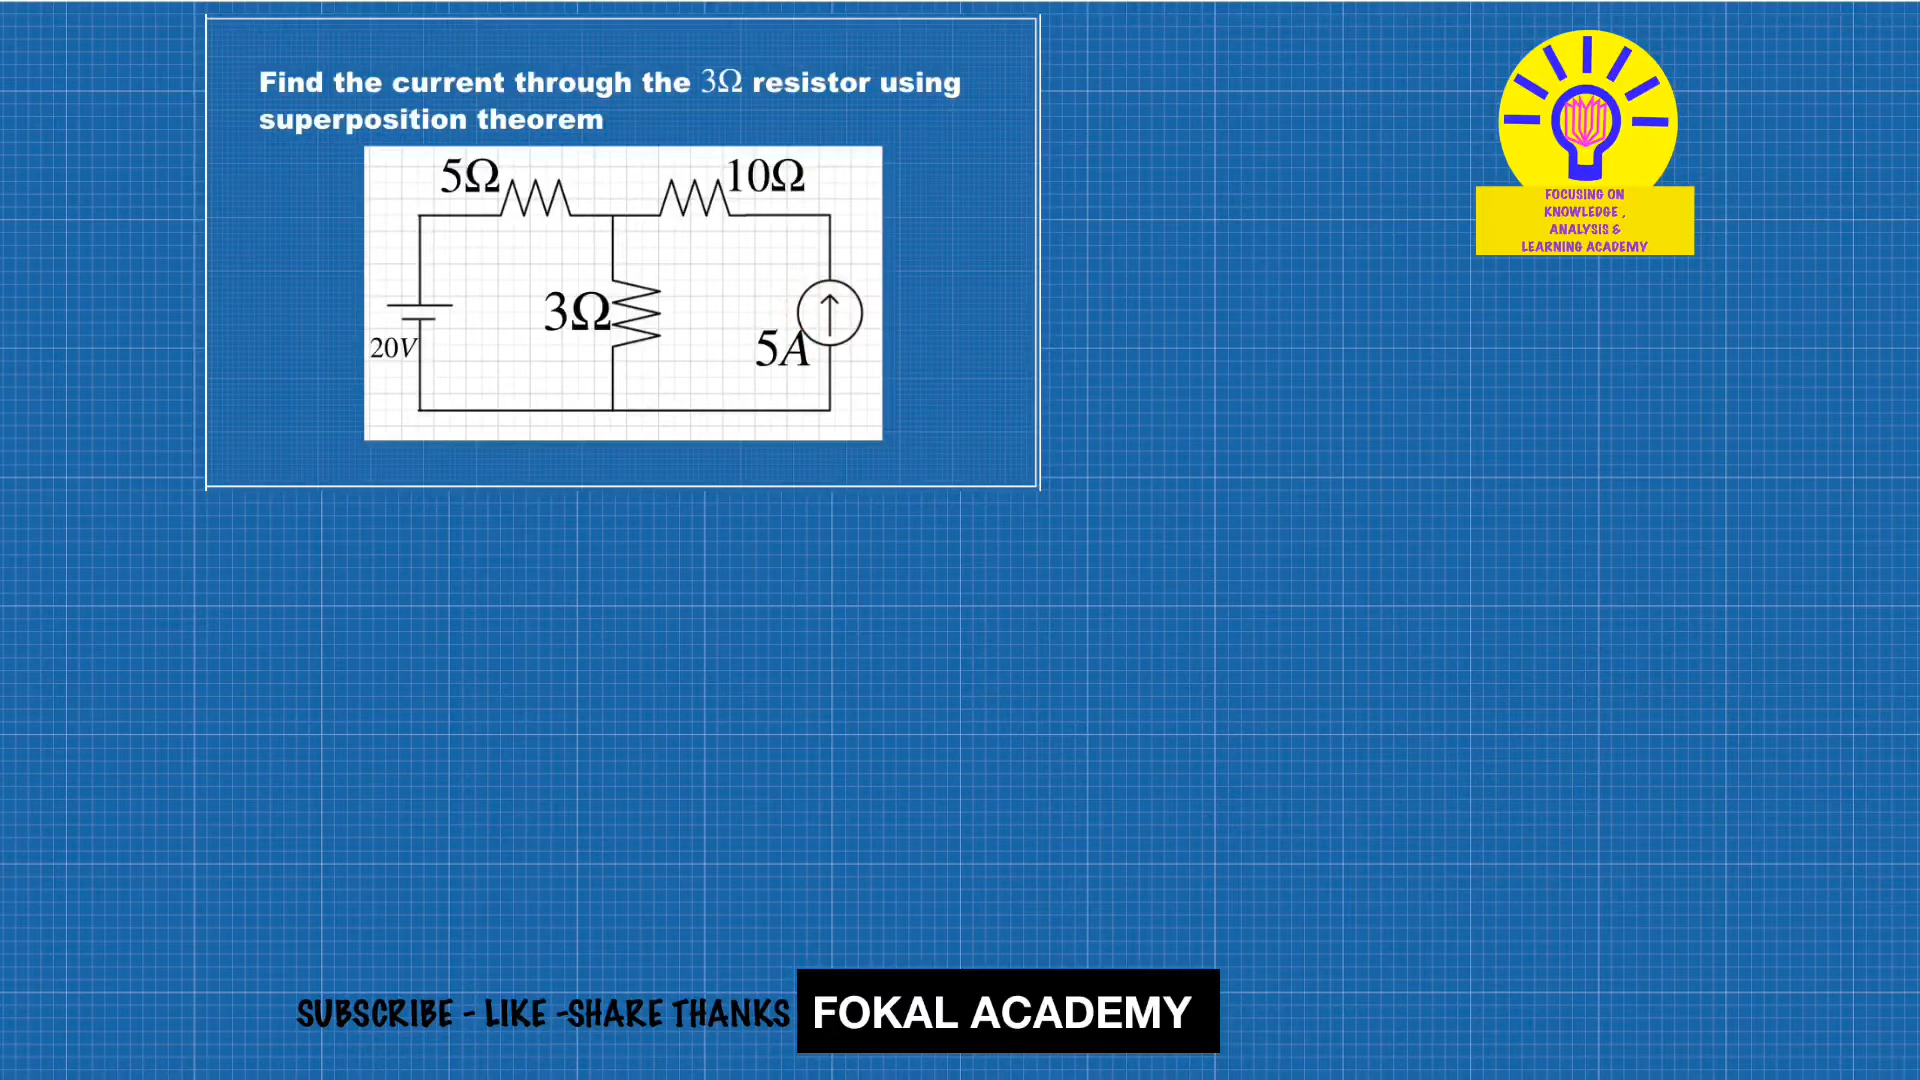 Find the current through the 3Ω resistor using
superposition theorem
5Ω
10Ω
3Ω
20V
5A
FOCUSING ON
KNOWLEDGE ,
ANALYSIS &
LEARNING ACADEMY
SUBSCRIBE - LIKE -SHARE THANKS
FOKAL ACADEMY